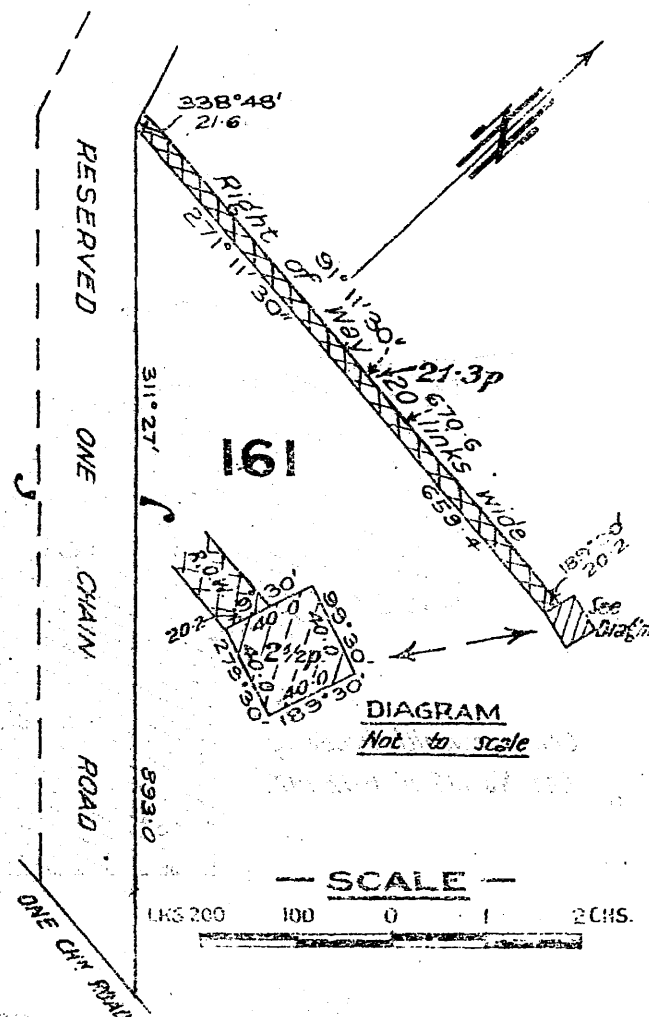 338°48'
21·6
RESERVED ONE CHAIN ROAD
Right of Way 20 links wide
271°11'30"
91°11'30"
21·3p
670·6
659·4
311°27'
161
20·2
See
Diag'm
R.O.W.
20·2
99°30'
40·0
40·0
2½p
40·0
40·0
279°30'
189°30'
DIAGRAM
Not to scale
893·0
— SCALE —
LKS 200 100 0 1 2 CHS.
ONE CHN ROAD